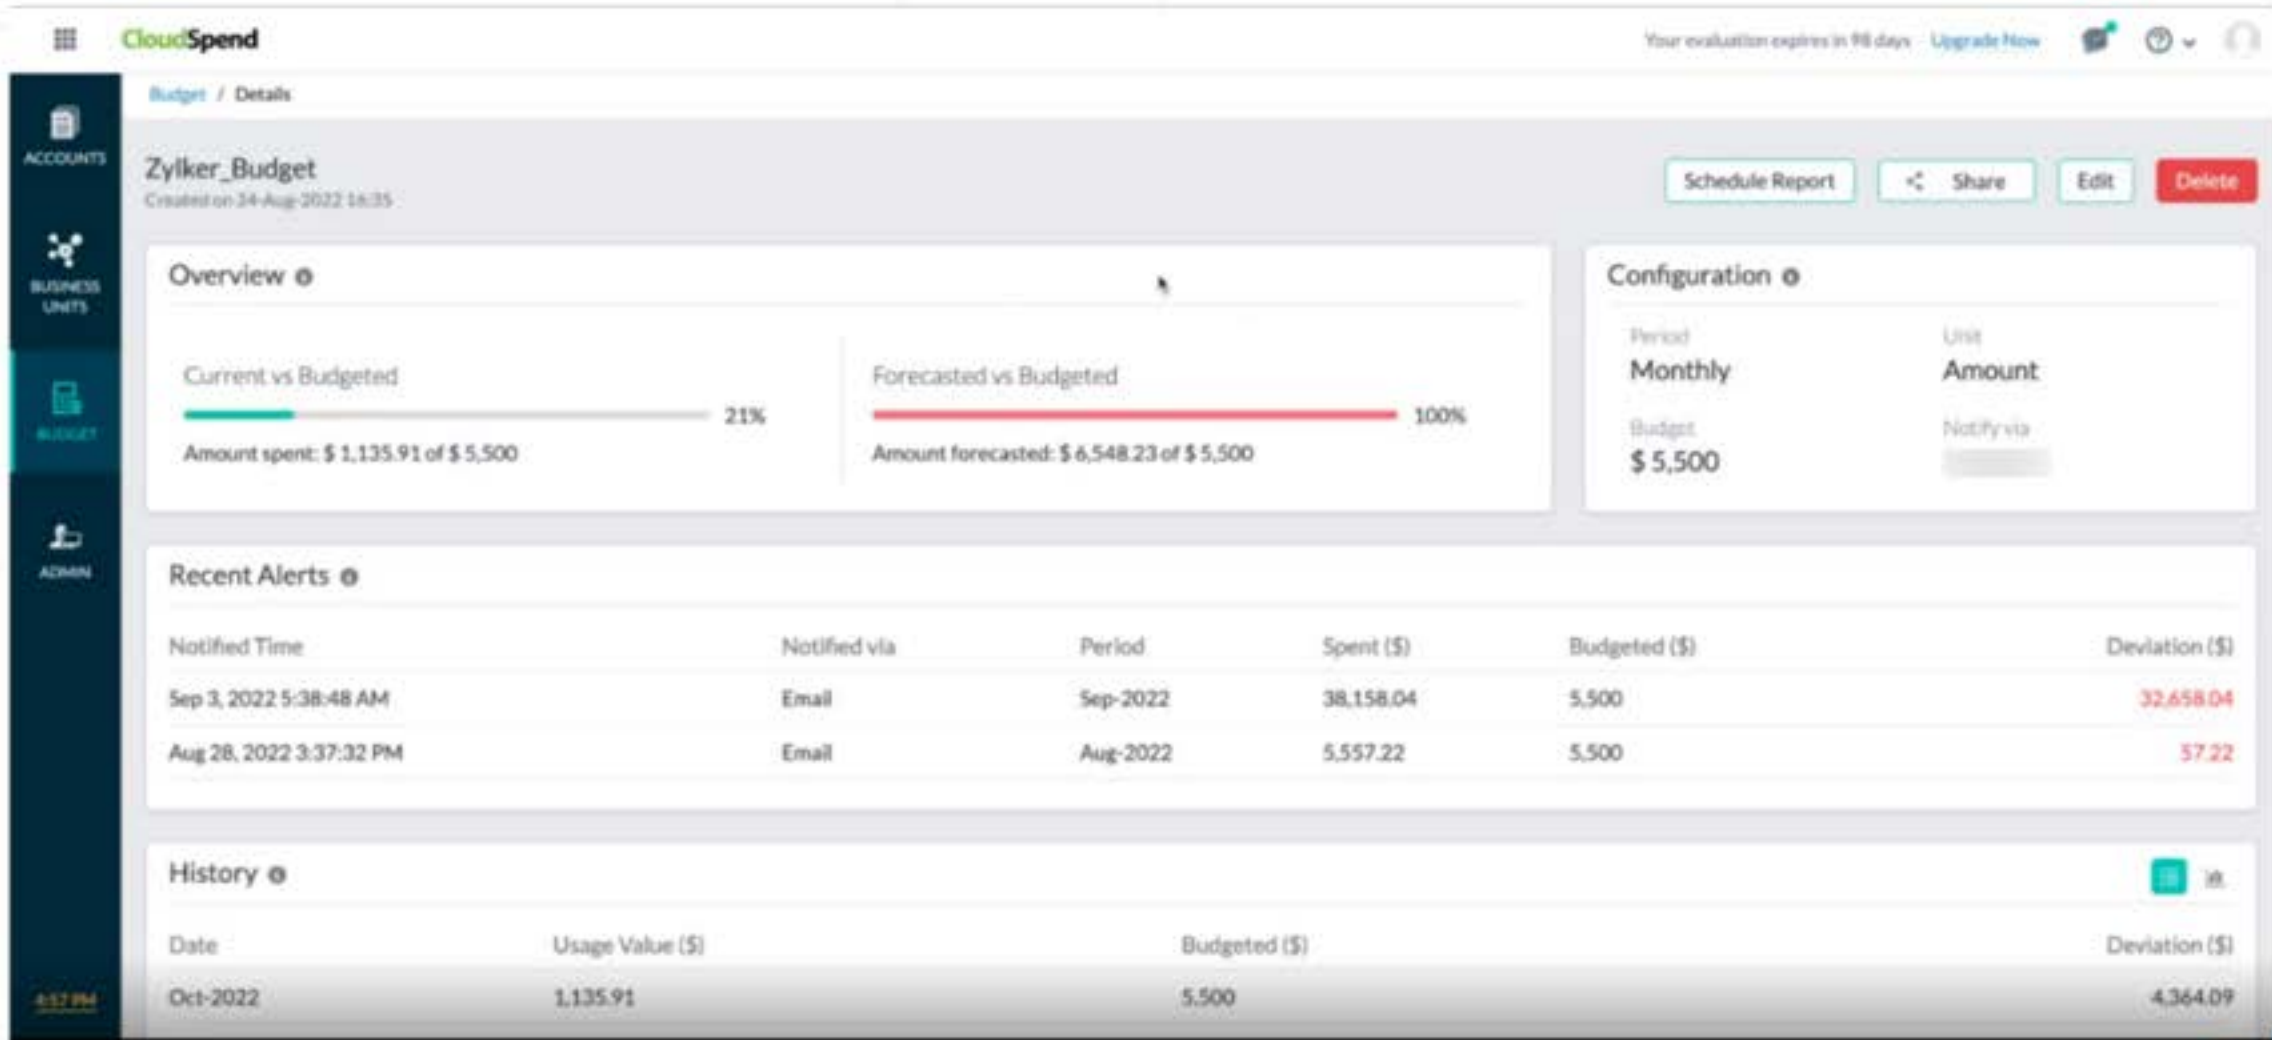 CloudSpend
Your evaluation expires in 98 days Upgrade Now
Budget / Details
ACCOUNTS
BUSINESS
UNITS
BUDGET
ADMIN
4:57 PM
Zylker_Budget
Created on 24-Aug-2022 16:35
Schedule Report Share Edit Delete
Overview
Current vs Budgeted
21%
Amount spent: $ 1,135.91 of $ 5,500
Forecasted vs Budgeted
100%
Amount forecasted: $ 6,548.23 of $ 5,500
Configuration
Period Unit
Monthly Amount
Budget Notify via
$ 5,500
Recent Alerts
Notified Time Notified via Period Spent ($) Budgeted ($) Deviation ($)
Sep 3, 2022 5:38:48 AM Email Sep-2022 38,158.04 5,500 32,658.04
Aug 28, 2022 3:37:32 PM Email Aug-2022 5,557.22 5,500 57.22
History
Date Usage Value ($) Budgeted ($) Deviation ($)
Oct-2022 1,135.91 5,500 4,364.09